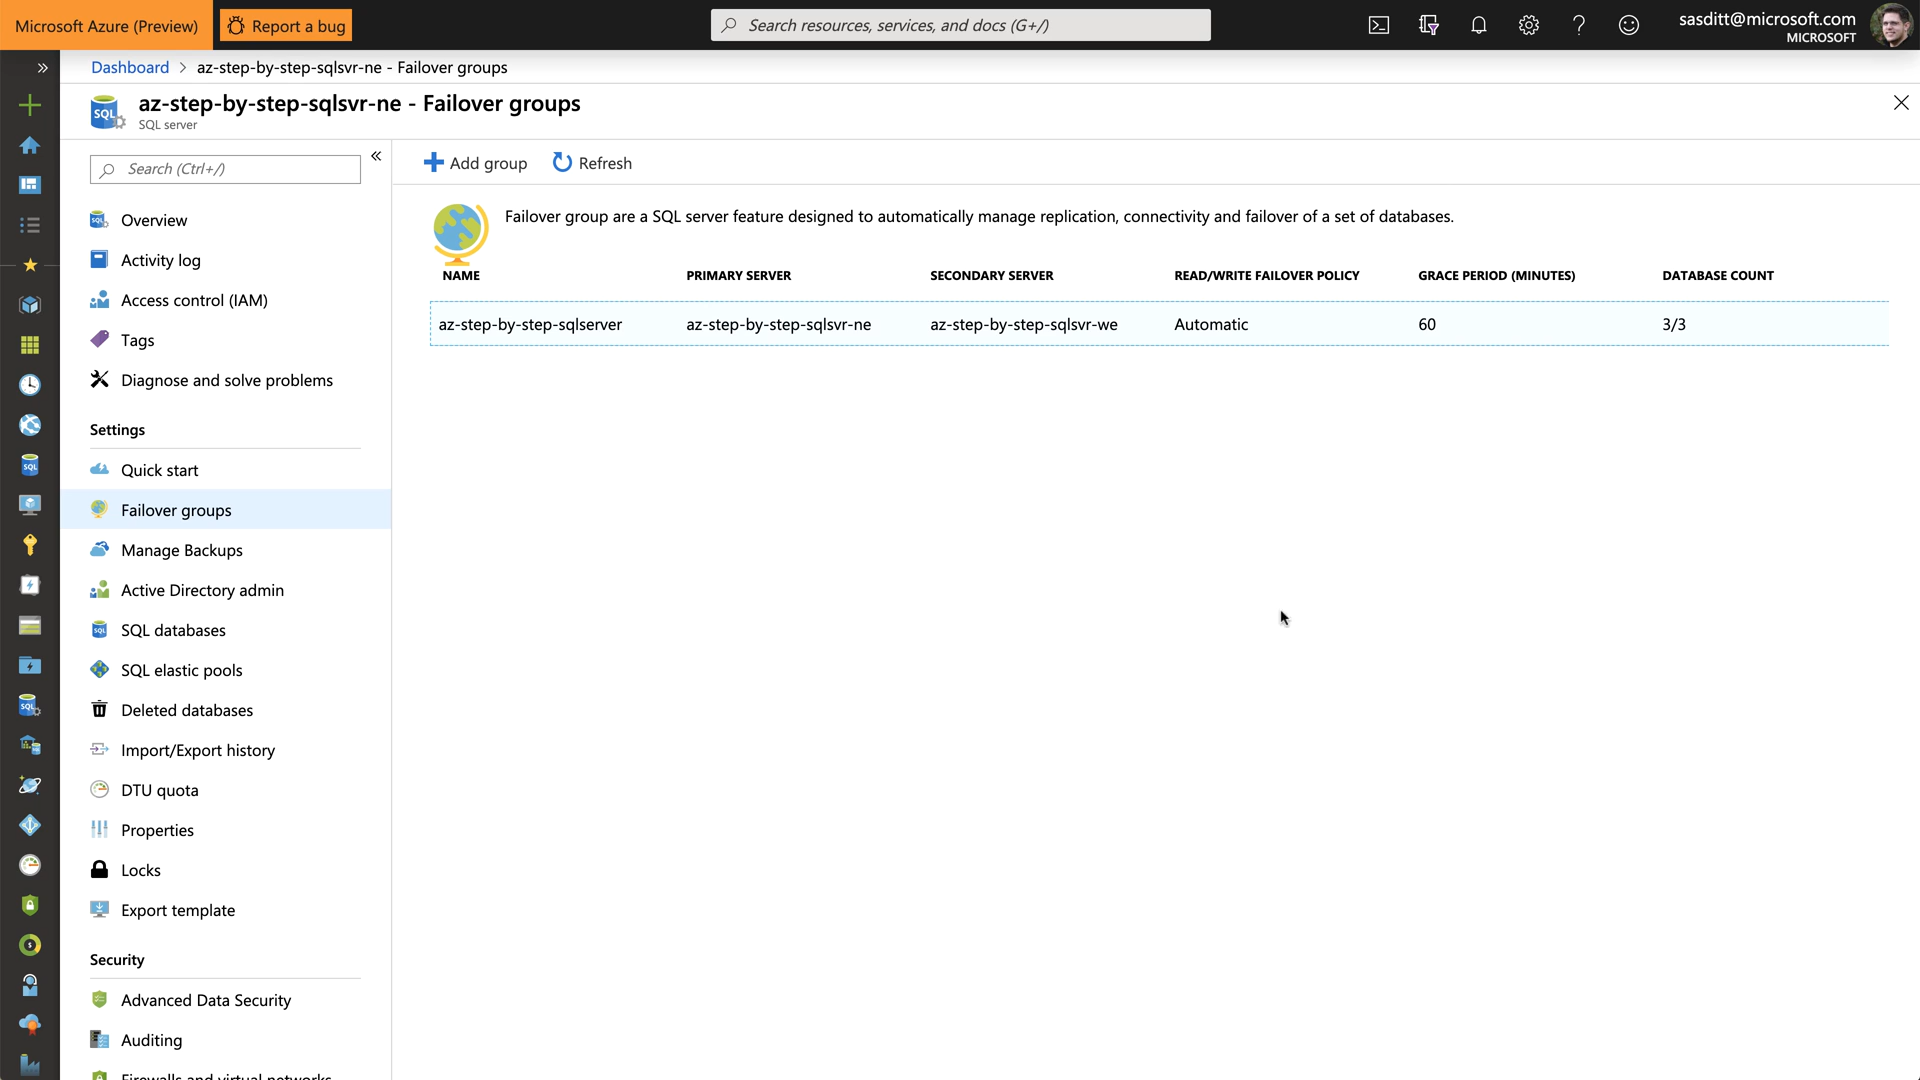 Microsoft Azure (Preview)
Report a bug
Search resources, services, and docs (G+/)
sasditt@microsoft.com
MICROSOFT
Dashboard > az-step-by-step-sqlsvr-ne - Failover groups
az-step-by-step-sqlsvr-ne - Failover groups
SQL server
Search (Ctrl+/)
Overview
Activity log
Access control (IAM)
Tags
Diagnose and solve problems
Settings
Quick start
Failover groups
Manage Backups
Active Directory admin
SQL databases
SQL elastic pools
Deleted databases
Import/Export history
DTU quota
Properties
Locks
Export template
Security
Advanced Data Security
Auditing
Firewalls and virtual networks
Add group Refresh
Failover group are a SQL server feature designed to automatically manage replication, connectivity and failover of a set of databases.
NAME PRIMARY SERVER SECONDARY SERVER READ/WRITE FAILOVER POLICY GRACE PERIOD (MINUTES) DATABASE COUNT
az-step-by-step-sqlserver az-step-by-step-sqlsvr-ne az-step-by-step-sqlsvr-we Automatic 60 3/3